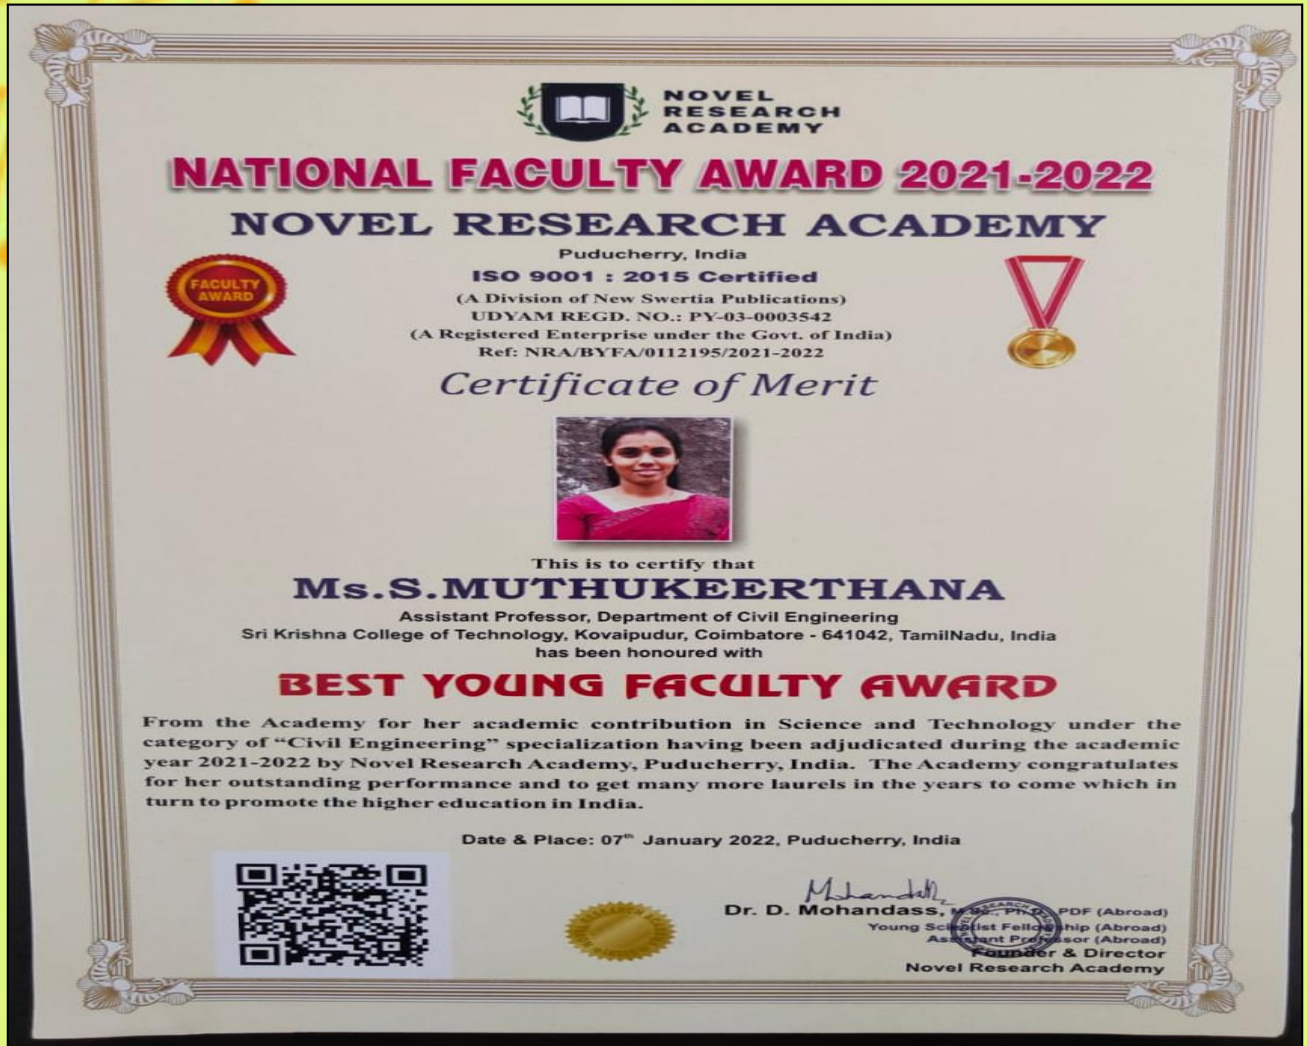 NOVEL
RESEARCH
ACADEMY
NATIONAL FACULTY AWARD 2021-2022
NOVEL RESEARCH ACADEMY
Puducherry, India
ISO 9001 : 2015 Certified
(A Division of New Swertia Publications)
UDYAM REGD. NO.: PY-03-0003542
(A Registered Enterprise under the Govt. of India)
Ref: NRA/BYFA/0112195/2021-2022
FACULTY
AWARD
Certificate of Merit
This is to certify that
Ms.S.MUTHUKEERTHANA
Assistant Professor, Department of Civil Engineering
Sri Krishna College of Technology, Kovaipudur, Coimbatore - 641042, TamilNadu, India
has been honoured with
BEST YOUNG FACULTY AWARD
From the Academy for her academic contribution in Science and Technology under the
category of “Civil Engineering” specialization having been adjudicated during the academic
year 2021-2022 by Novel Research Academy, Puducherry, India. The Academy congratulates
for her outstanding performance and to get many more laurels in the years to come which in
turn to promote the higher education in India.
Date & Place: 07th January 2022, Puducherry, India
Dr. D. Mohandass, M.Sc., Ph.D., PDF (Abroad)
Young Scientist Fellowship (Abroad)
Assistant Professor (Abroad)
Founder & Director
Novel Research Academy